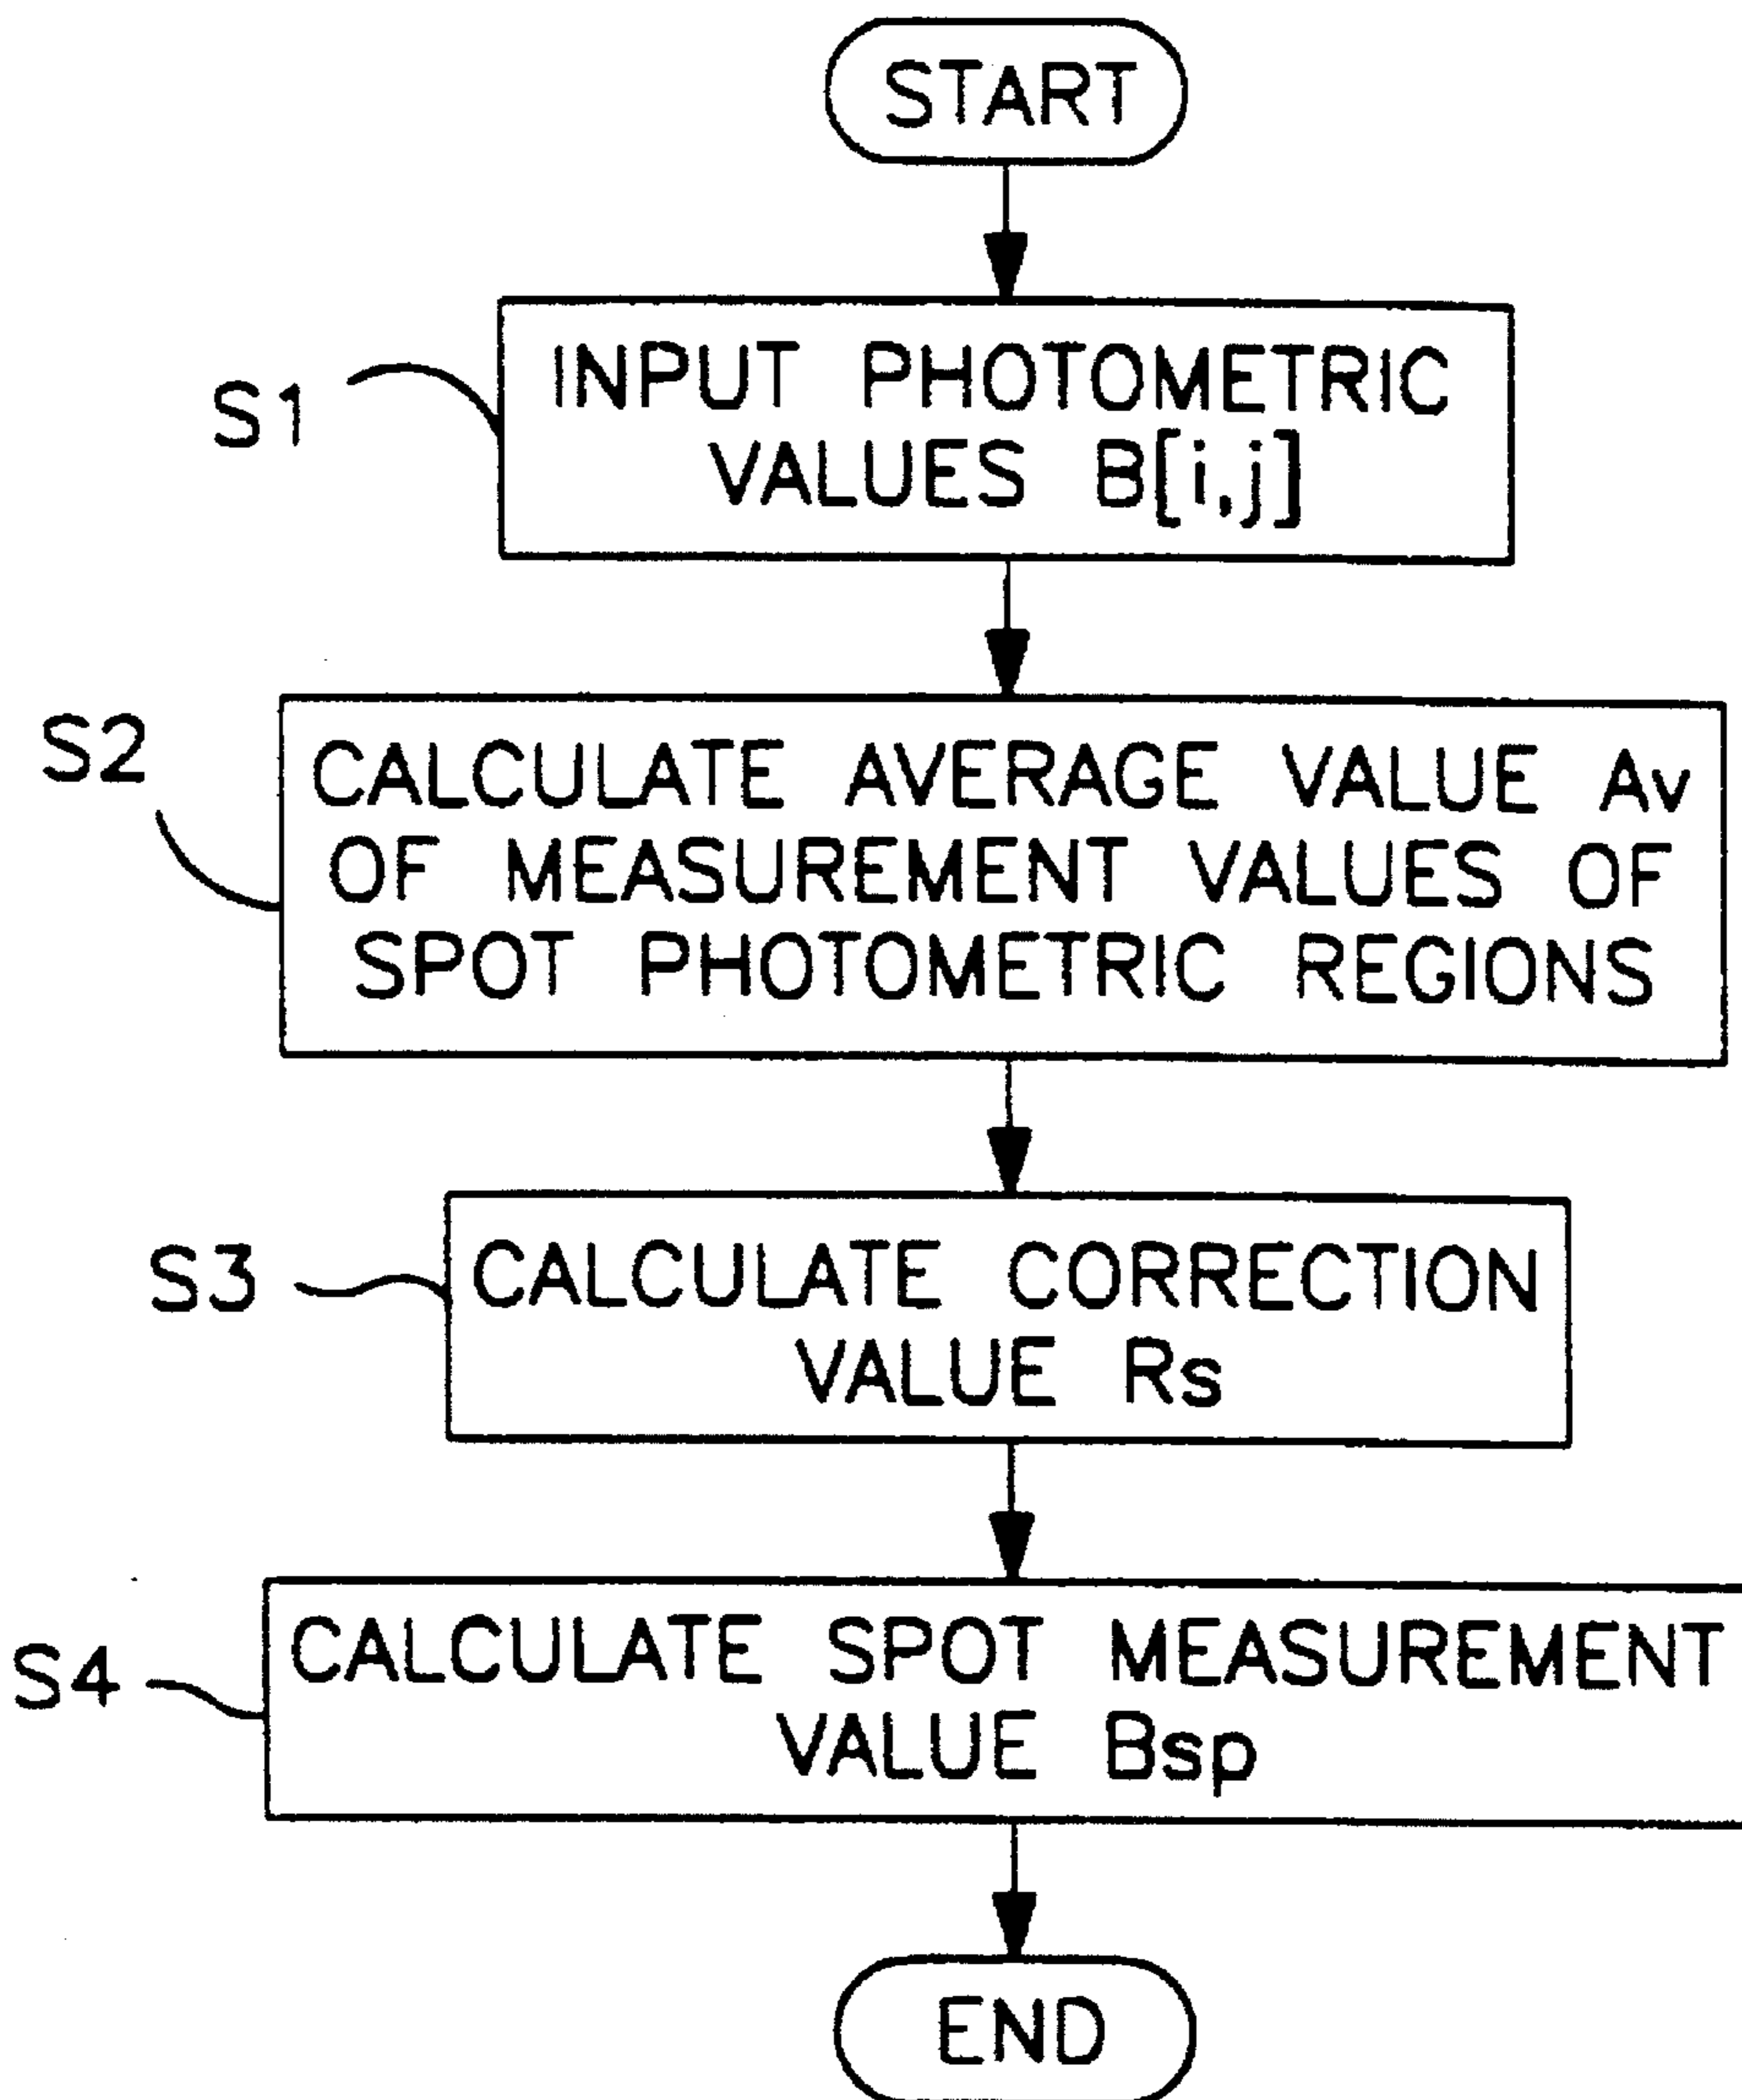 START
S1
INPUT PHOTOMETRIC
VALUES B[i,j]
S2
CALCULATE AVERAGE VALUE Av
OF MEASUREMENT VALUES OF
SPOT PHOTOMETRIC REGIONS
S3
CALCULATE CORRECTION
VALUE Rs
S4
CALCULATE SPOT MEASUREMENT
VALUE Bsp
END